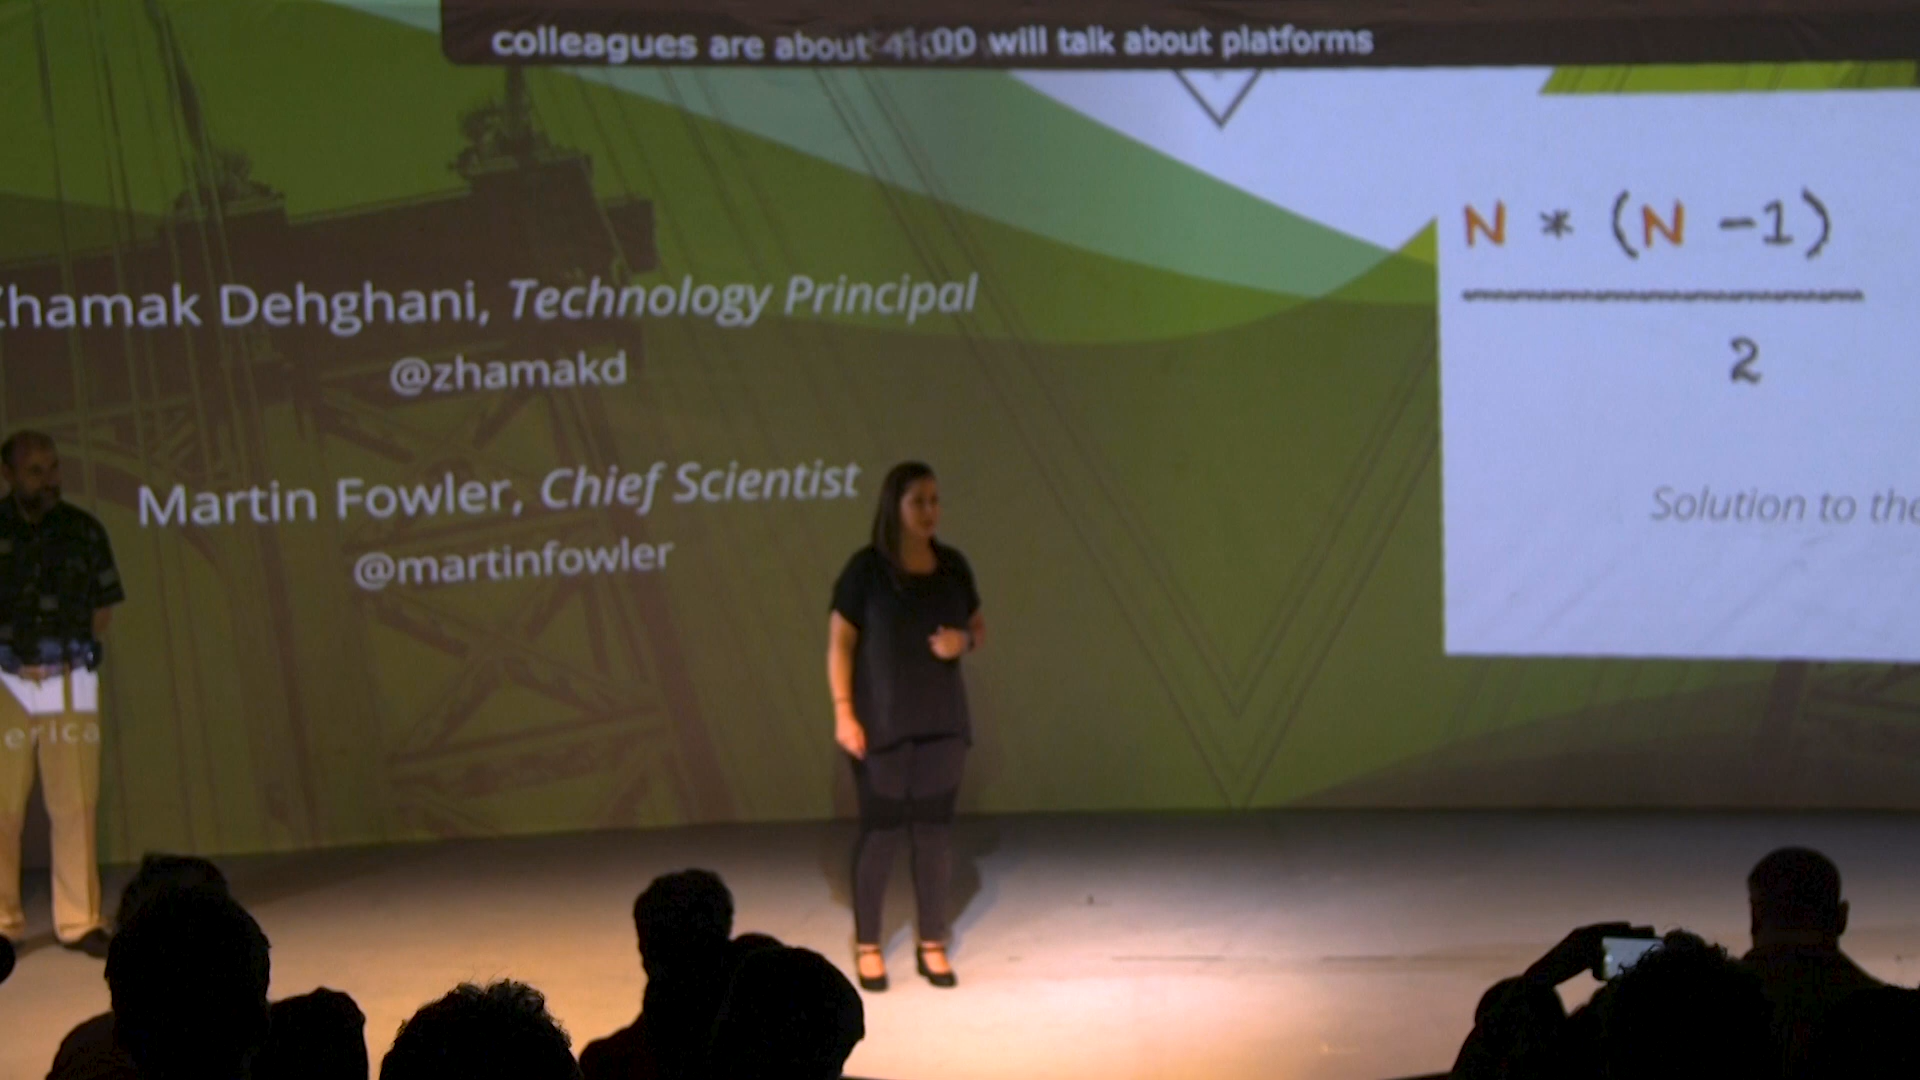 colleagues are about will talk about platforms
hamak Dehghani, Technology Principal
@zhamakd
Martin Fowler, Chief Scientist
@martinfowler
erica
N * (N -1)
2
Solution to the